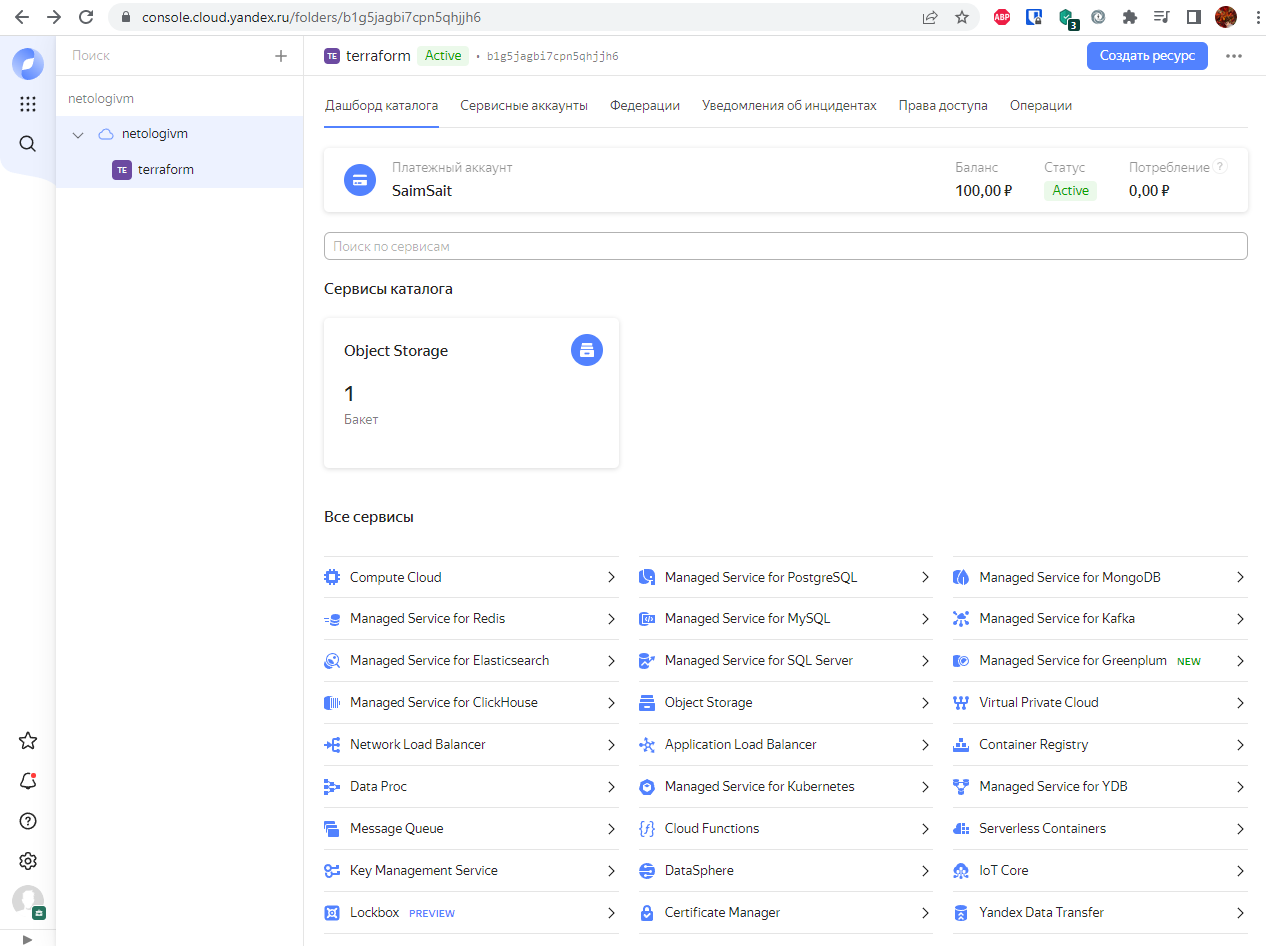 console.cloud.yandex.ru/folders/b1g5jagbi7cpn5qhjjh6
ABP
3
Поиск
netologivm
netologivm
TE terraform
TE terraform Active • b1g5jagbi7cpn5qhjjh6
Создать ресурс
Дашборд каталога Сервисные аккаунты Федерации Уведомления об инцидентах Права доступа Операции
Платежный аккаунт
SaimSait
Баланс
100,00 ₽
Статус
Active
Потребление ?
0,00 ₽
Поиск по сервисам
Сервисы каталога
Object Storage
1
Бакет
Все сервисы
Compute Cloud
Managed Service for PostgreSQL
Managed Service for MongoDB
Managed Service for Redis
Managed Service for MySQL
Managed Service for Kafka
Managed Service for Elasticsearch
Managed Service for SQL Server
Managed Service for Greenplum NEW
Managed Service for ClickHouse
Object Storage
Virtual Private Cloud
Network Load Balancer
Application Load Balancer
Container Registry
Data Proc
Managed Service for Kubernetes
Managed Service for YDB
Message Queue
Cloud Functions
Serverless Containers
Key Management Service
DataSphere
IoT Core
Lockbox PREVIEW
Certificate Manager
Yandex Data Transfer